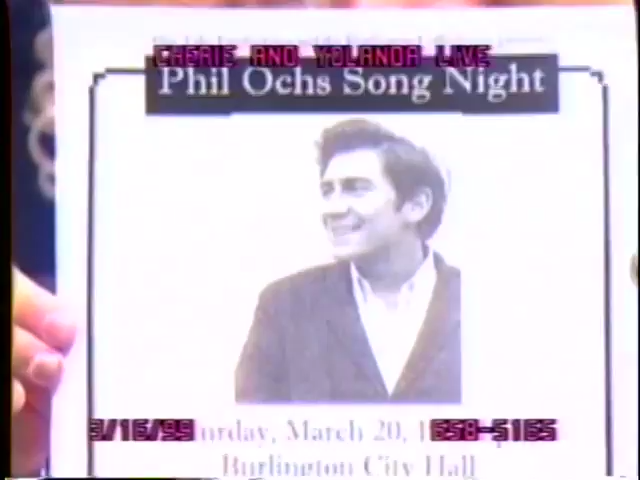 CHERIE AND YOLANDA LIVE
Phil Ochs Song Night
3/16/99 urday, March 20, 1 658-5165
Burlington City Hall